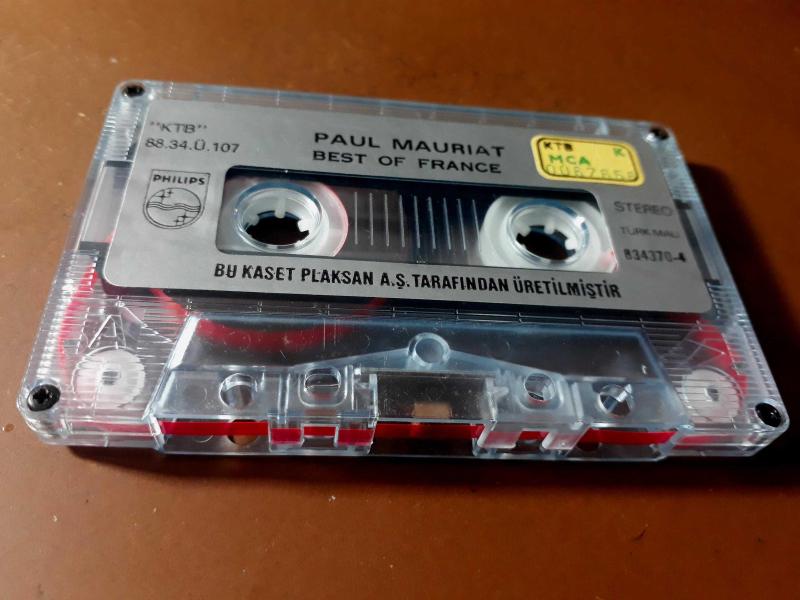 "KTB"
88.34.Ü.107
PAUL MAURIAT
BEST OF FRANCE
KTB K
MCA
PHILIPS
STEREO
TÜRK MALI
834370-4
BU KASET PLAKSAN A.Ş. TARAFINDAN ÜRETİLMİŞTİR
A